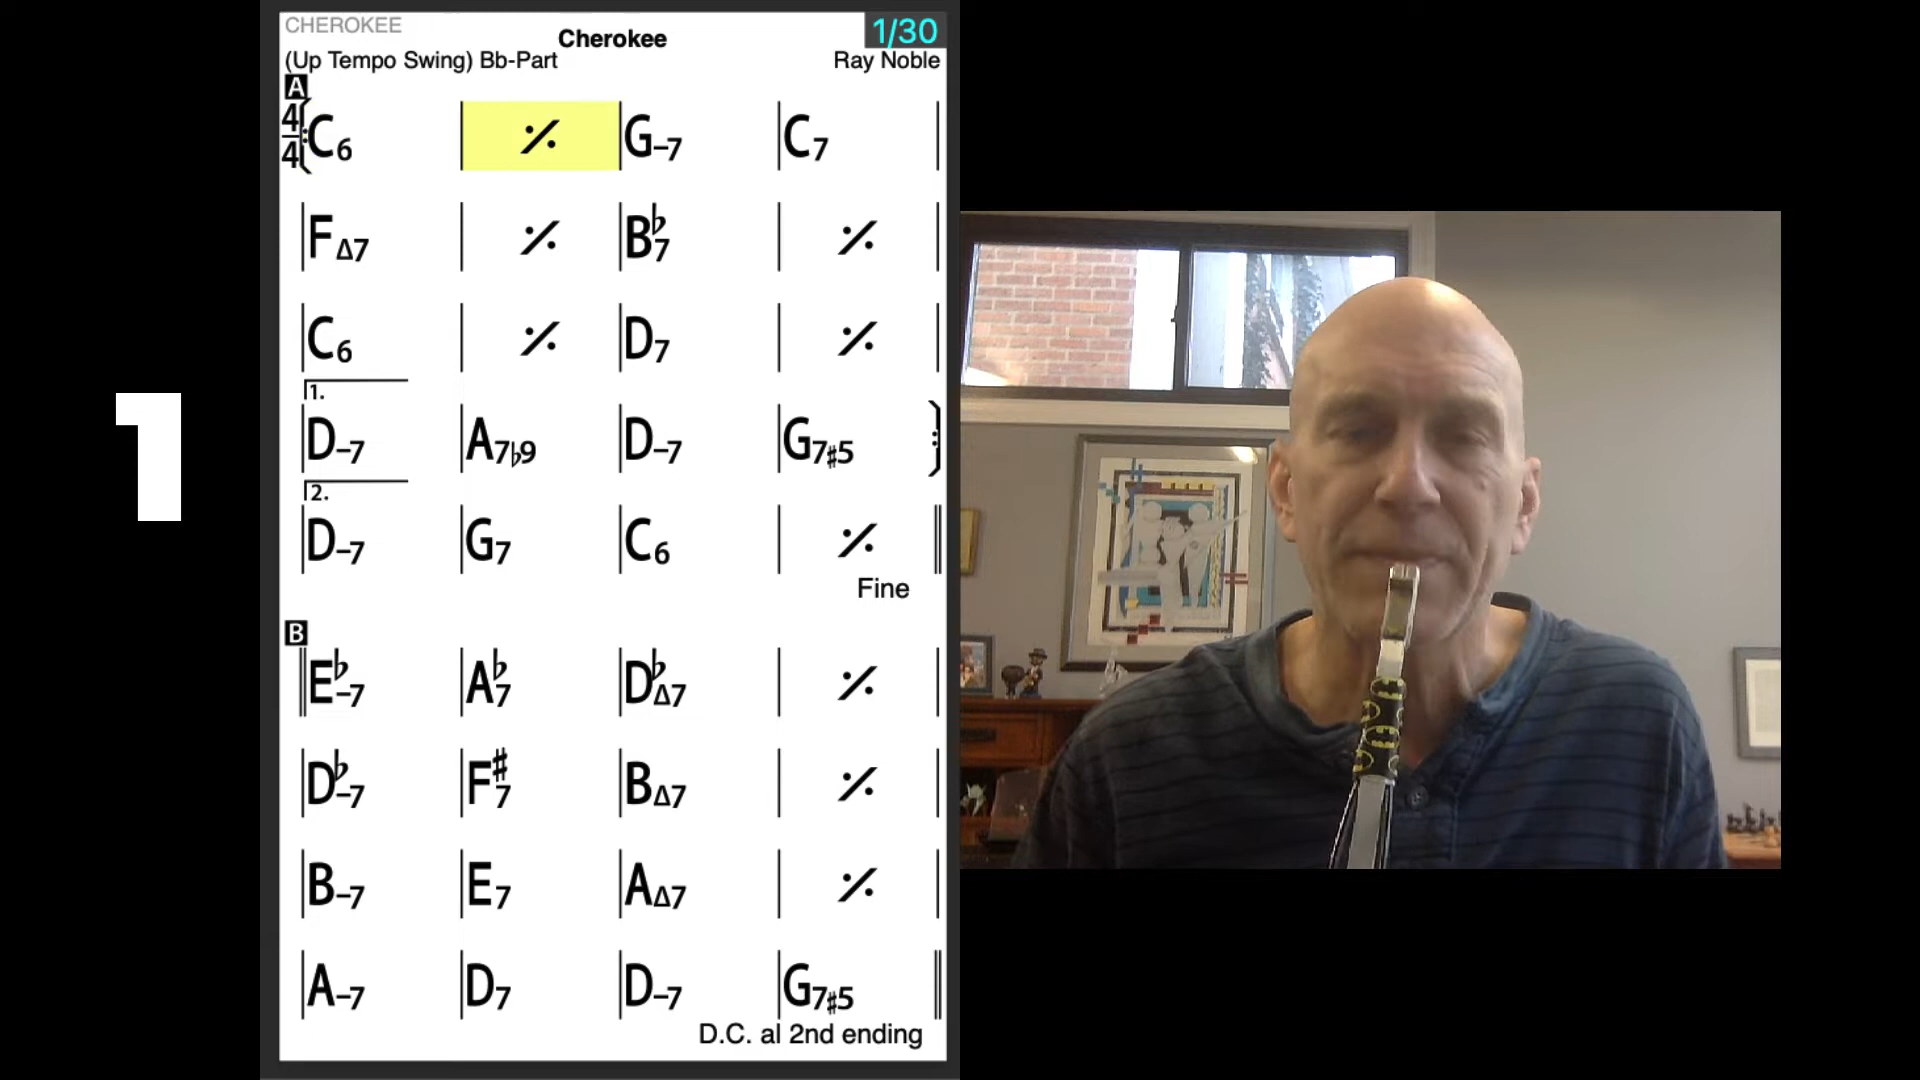 CHEROKEE
Cherokee
1/30
(Up Tempo Swing) Bb-Part
Ray Noble
A
4/4 C6 | 𝄎 | G–7 | C7
FΔ7 | 𝄎 | B♭7 | 𝄎
C6 | 𝄎 | D7 | 𝄎
1.
D–7 | A7♭9 | D–7 | G7♯5
2.
D–7 | G7 | C6 | 𝄎
Fine
B
E♭–7 | A♭7 | D♭Δ7 | 𝄎
D♭–7 | F♯7 | BΔ7 | 𝄎
B–7 | E7 | AΔ7 | 𝄎
A–7 | D7 | D–7 | G7♯5
D.C. al 2nd ending
1